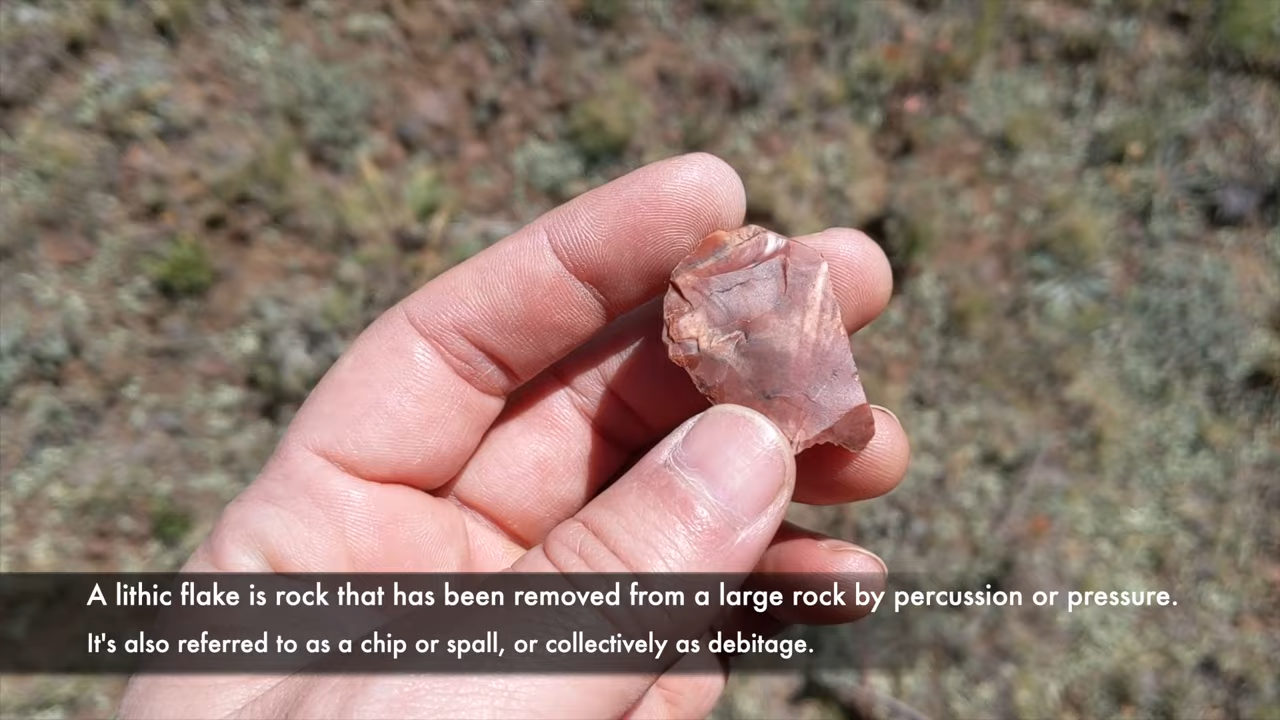 A lithic flake is rock that has been removed from a large rock by percussion or pressure.
It's also referred to as a chip or spall, or collectively as debitage.